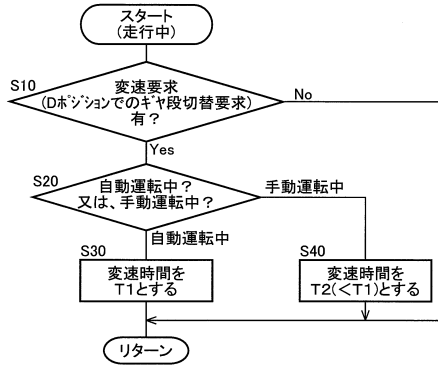 スタート
(走行中)
S10
変速要求
(Dポジションでのギヤ段切替要求)
有?
No
Yes
S20
自動運転中?
又は、手動運転中?
手動運転中
自動運転中
S30
変速時間を
T1とする
S40
変速時間を
T2(<T1)とする
リターン